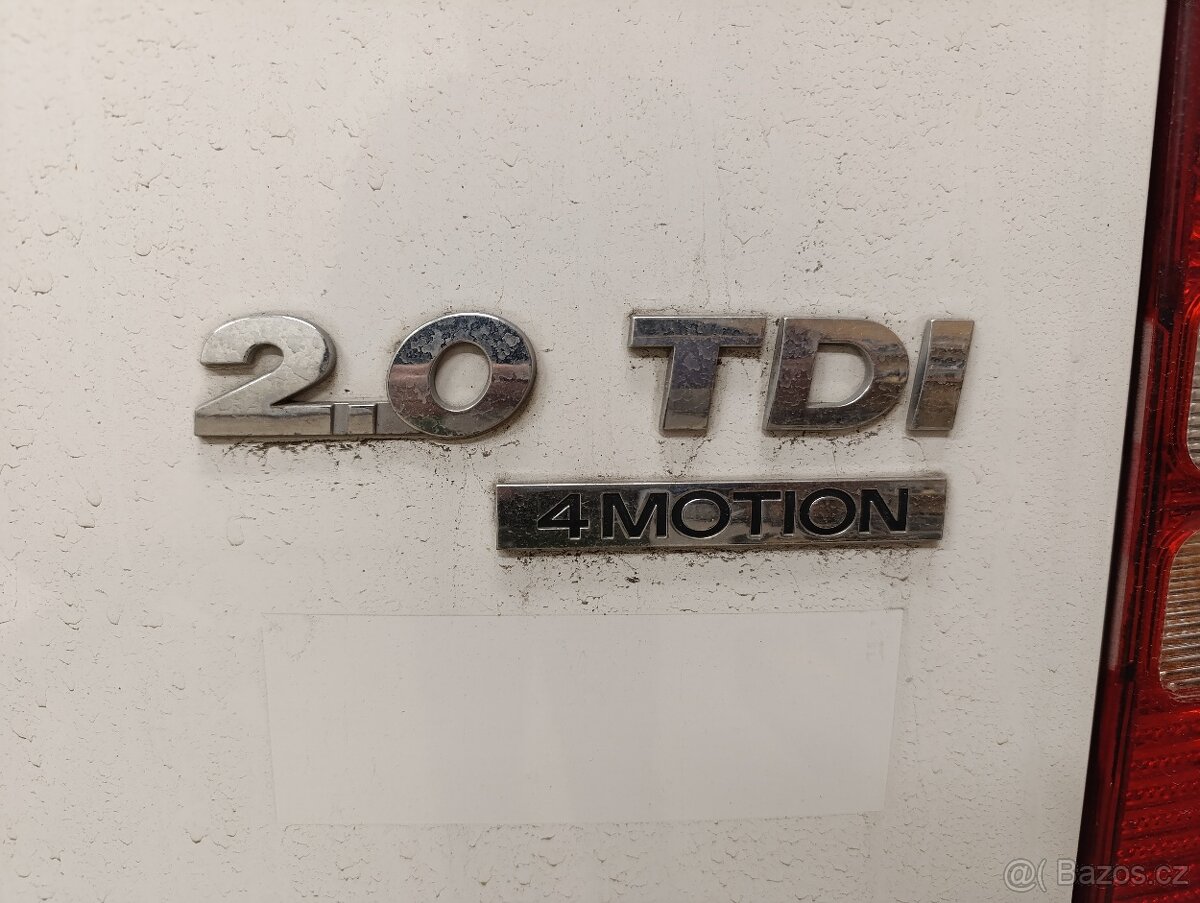 2.0 TDI
4MOTION
@( Bazos.cz